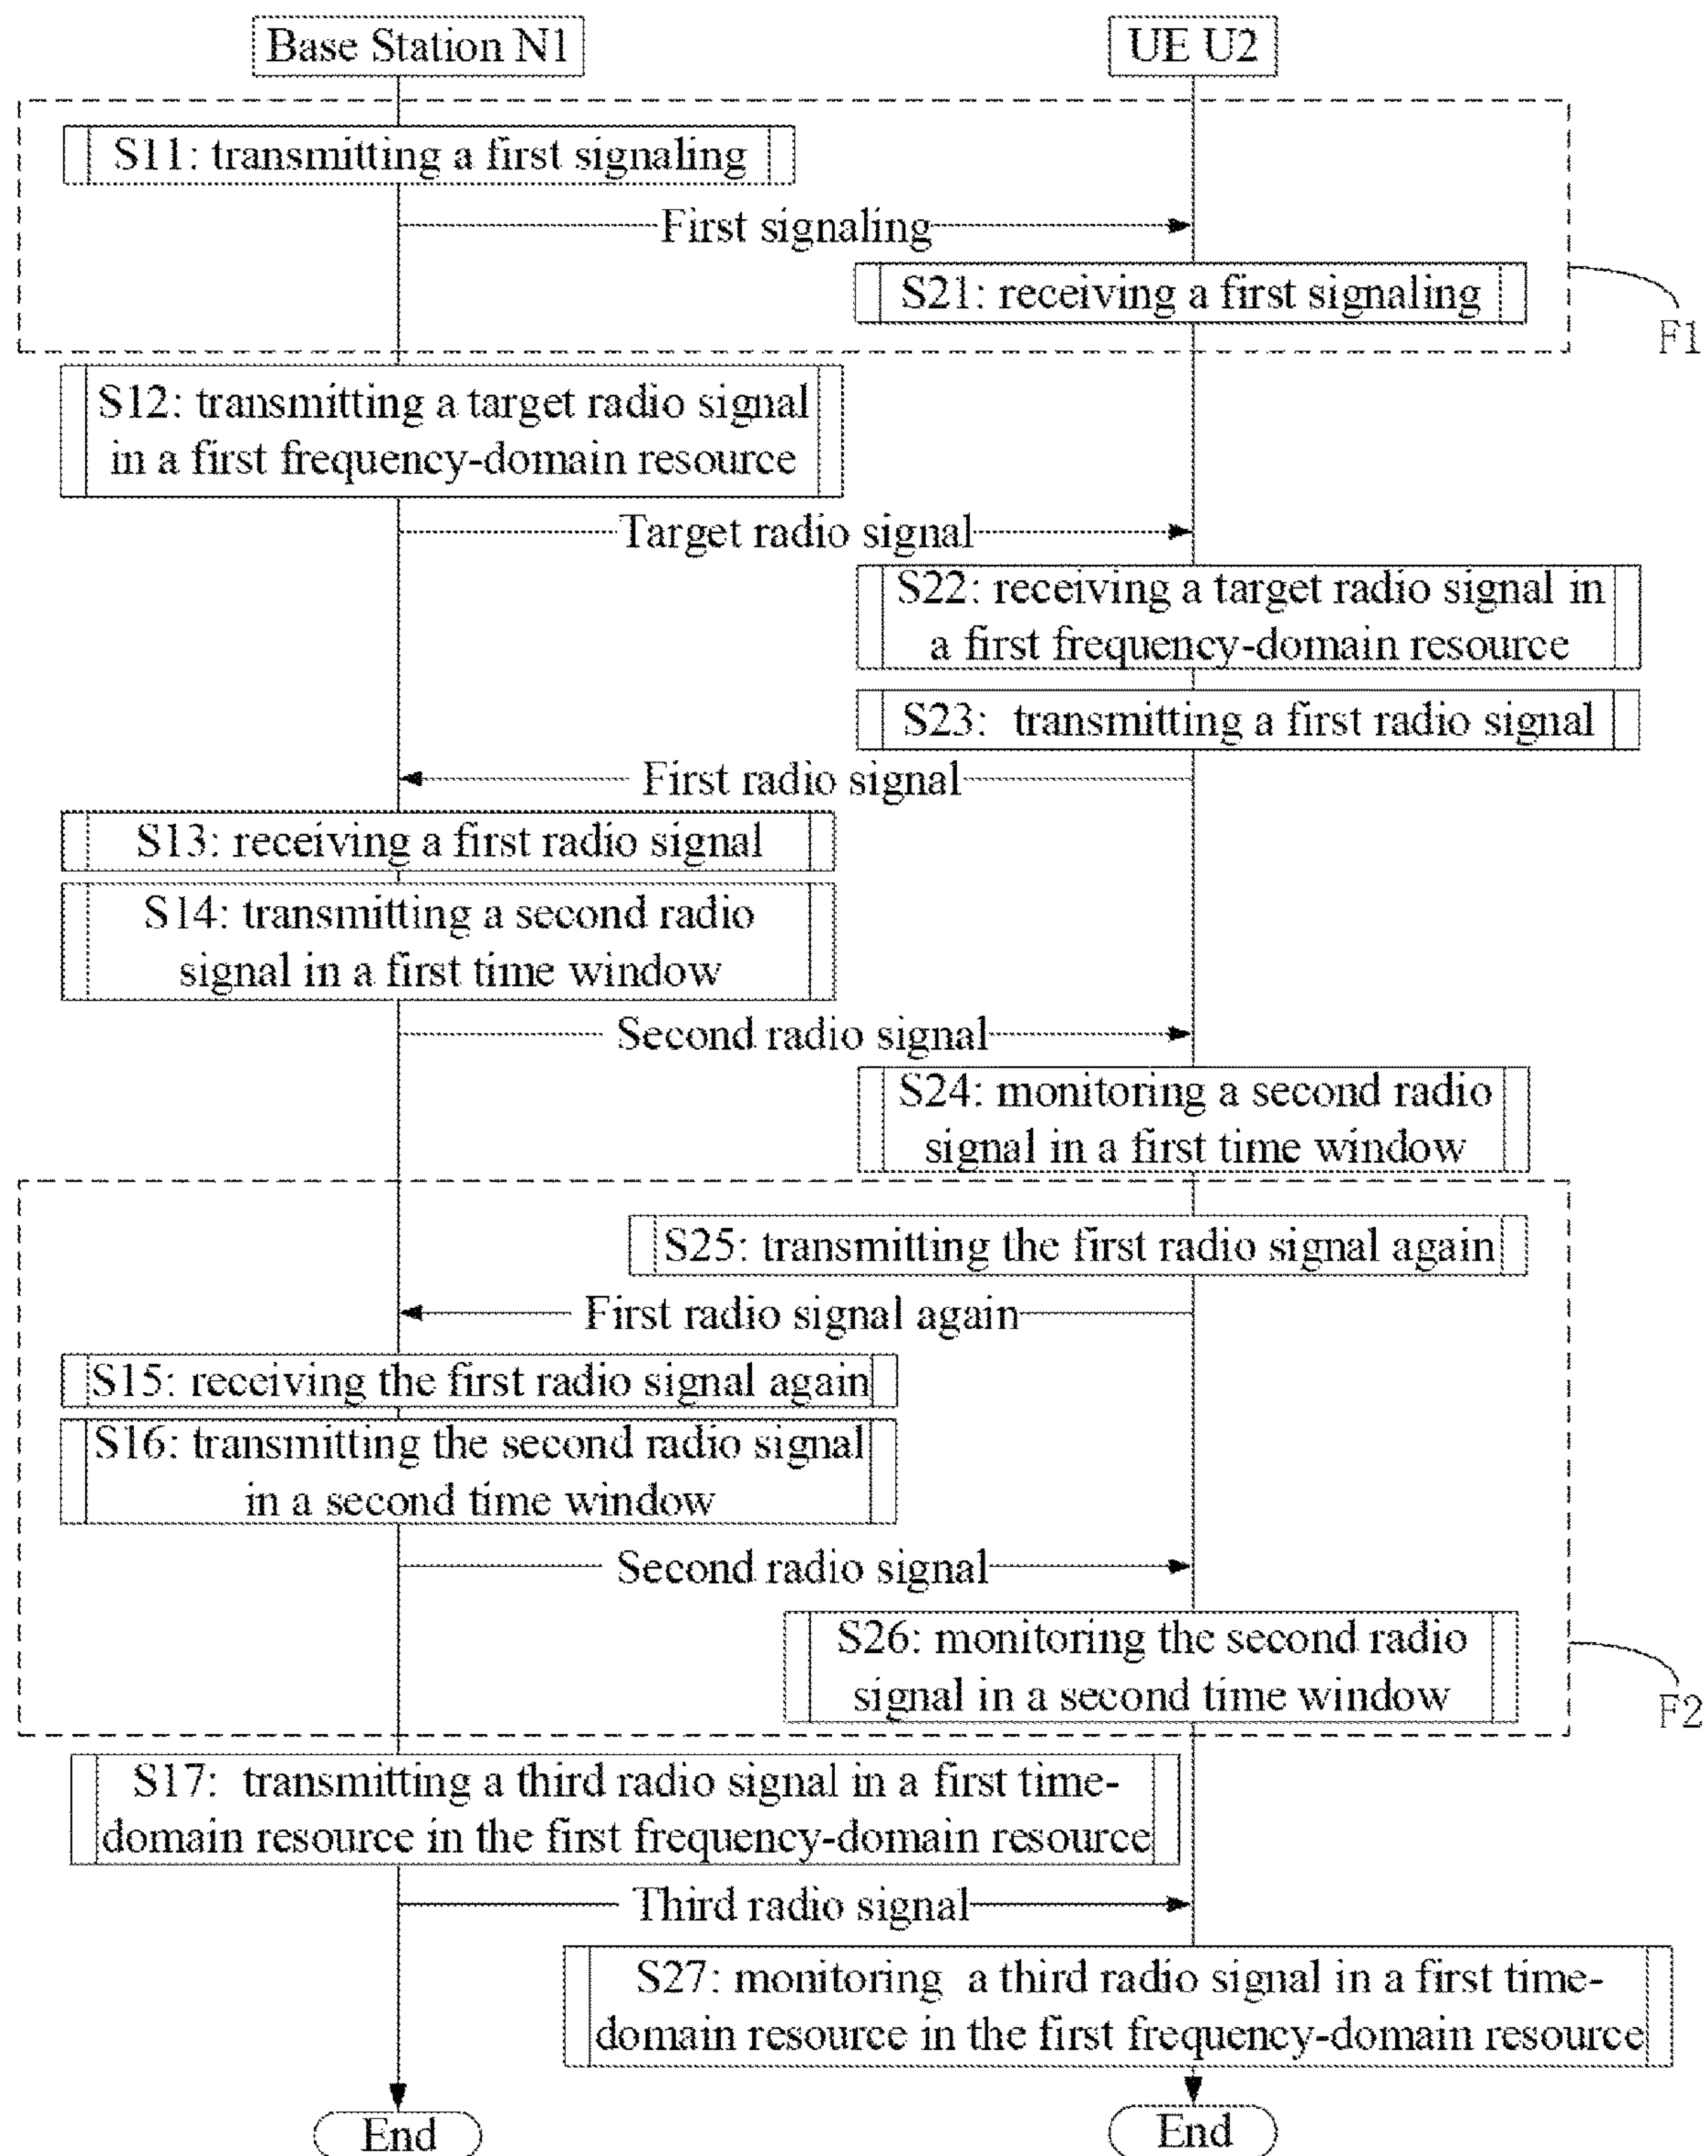 Base Station N1
UE U2
S11: transmitting a first signaling
First signaling
S21: receiving a first signaling
F1
S12: transmitting a target radio signal
in a first frequency-domain resource
Target radio signal
S22: receiving a target radio signal in
a first frequency-domain resource
S23: transmitting a first radio signal
First radio signal
S13: receiving a first radio signal
S14: transmitting a second radio
signal in a first time window
Second radio signal
S24: monitoring a second radio
signal in a first time window
S25: transmitting the first radio signal again
First radio signal again
S15: receiving the first radio signal again
S16: transmitting the second radio signal
in a second time window
Second radio signal
S26: monitoring the second radio
signal in a second time window
F2
S17: transmitting a third radio signal in a first time-
domain resource in the first frequency-domain resource
Third radio signal
S27: monitoring a third radio signal in a first time-
domain resource in the first frequency-domain resource
End
End